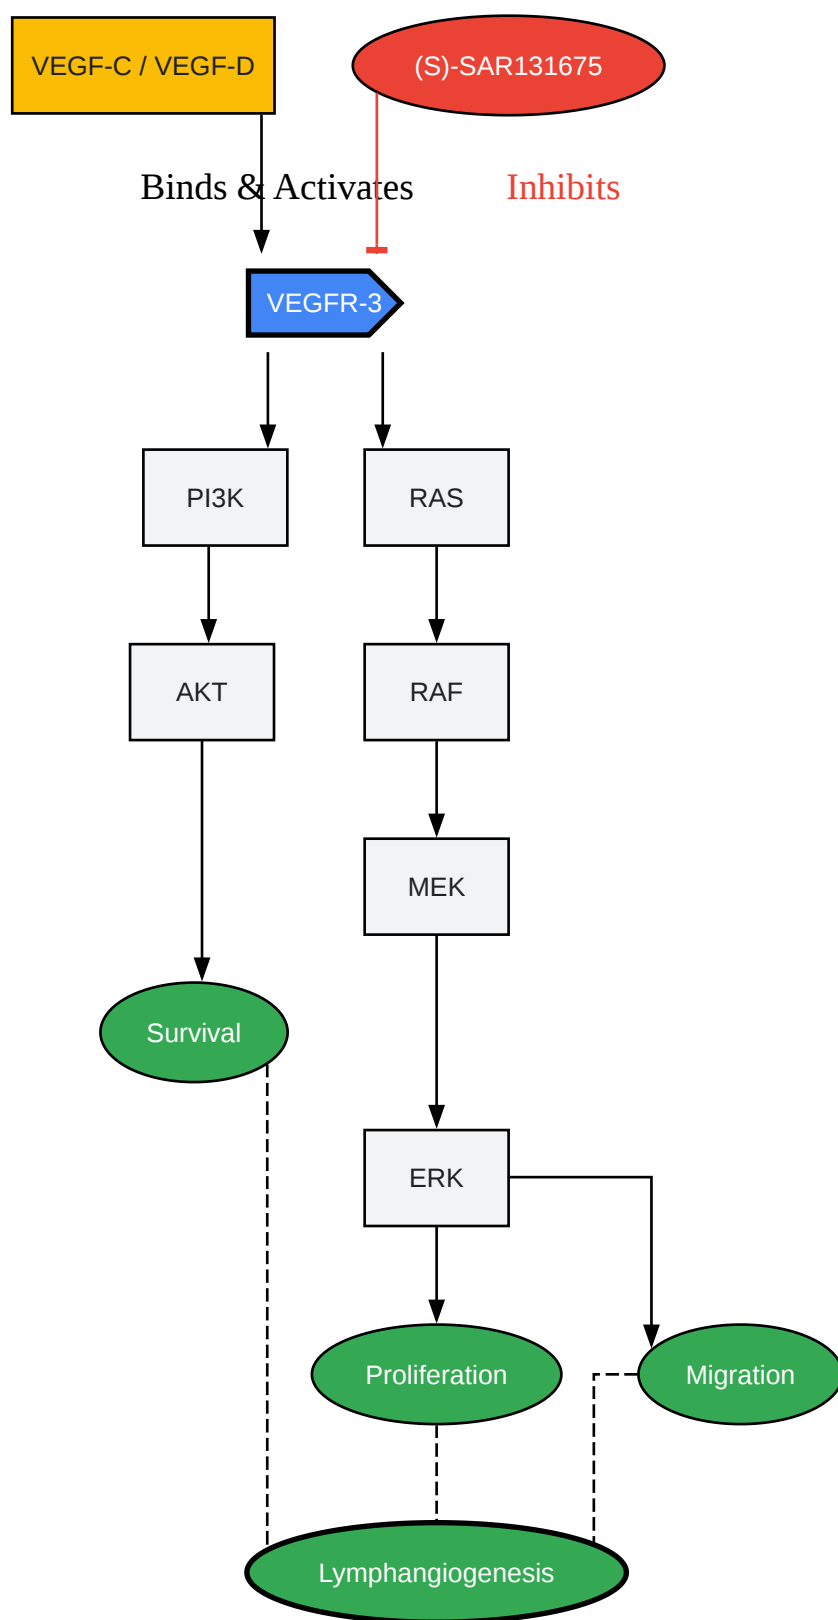 VEGF-C / VEGF-D
(S)-SAR131675
Binds & Activates
Inhibits
VEGFR-3
PI3K
RAS
AKT
RAF
MEK
Survival
ERK
Proliferation
Migration
Lymphangiogenesis